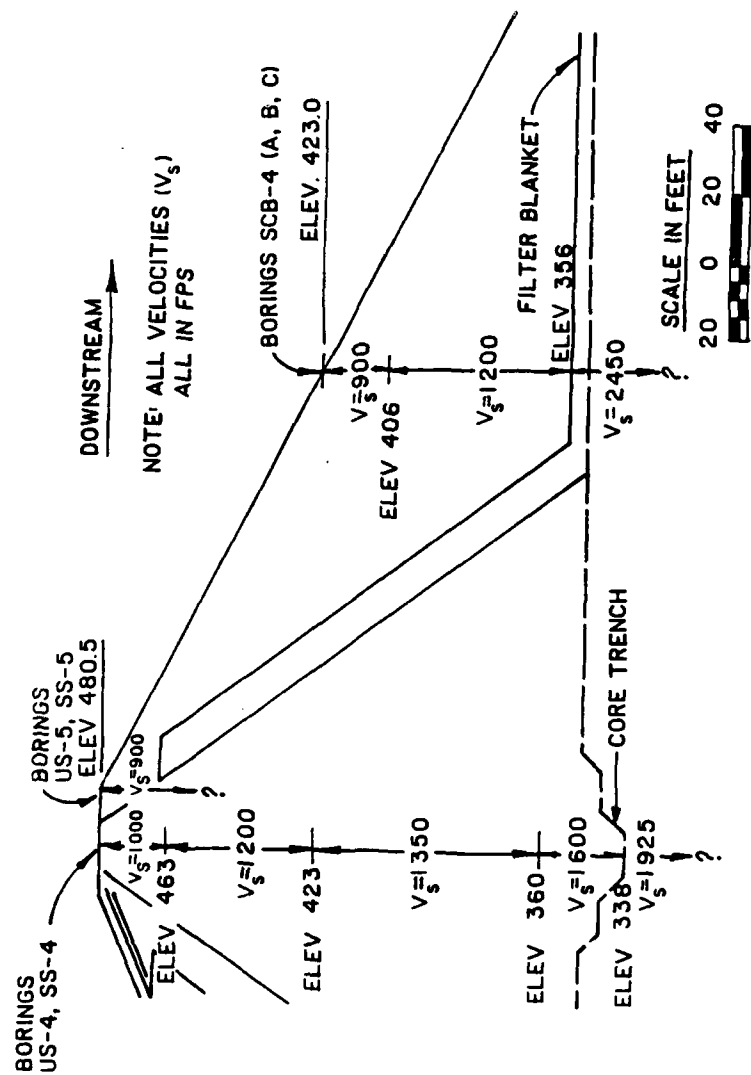 DOWNSTREAM
NOTE: ALL VELOCITIES (Vs)
ALL IN FPS
BORINGS
US-4, SS-4
BORINGS
US-5, SS-5
ELEV 480.5
Vs=1000
Vs=900
?
ELEV 463
Vs=1200
ELEV 423
Vs=1350
ELEV 360
Vs=1600
ELEV 338
Vs=1925
?
CORE TRENCH
BORINGS SCB-4 (A, B, C)
ELEV. 423.0
Vs=900
ELEV 406
Vs=1200
ELEV 356
Vs=2450
?
FILTER BLANKET
SCALE IN FEET
20 0 20 40